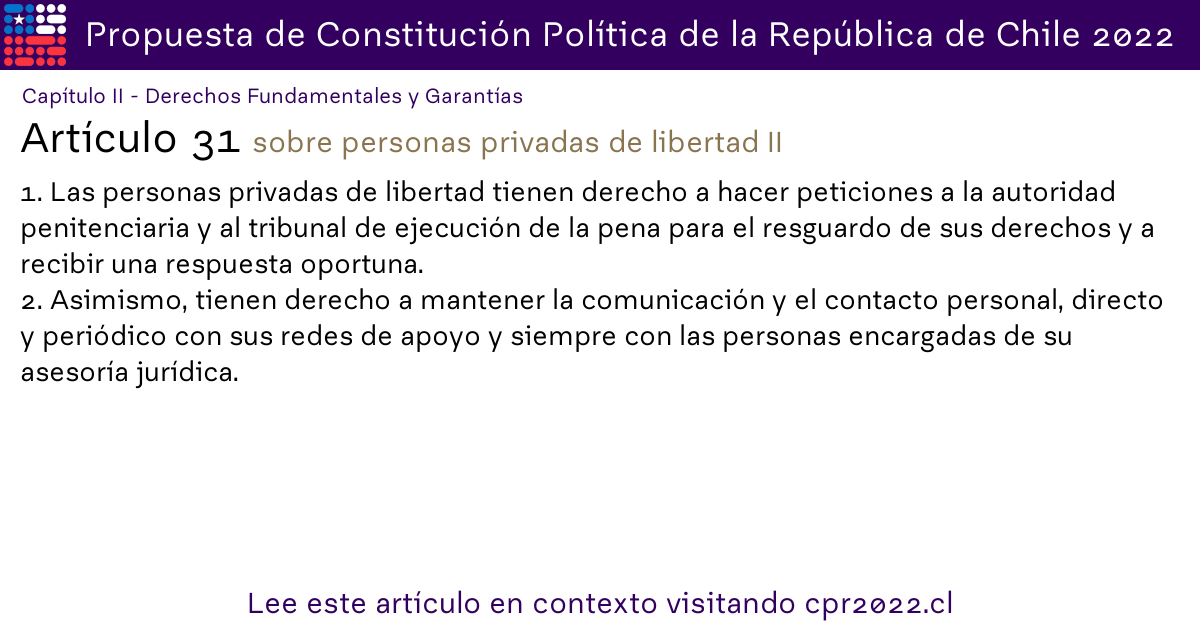 Propuesta de Constitución Política de la República de Chile 2022
Capítulo II - Derechos Fundamentales y Garantías
Artículo 31 sobre personas privadas de libertad II
1. Las personas privadas de libertad tienen derecho a hacer peticiones a la autoridad
penitenciaria y al tribunal de ejecución de la pena para el resguardo de sus derechos y a
recibir una respuesta oportuna.
2. Asimismo, tienen derecho a mantener la comunicación y el contacto personal, directo
y periódico con sus redes de apoyo y siempre con las personas encargadas de su
asesoría jurídica.
Lee este artículo en contexto visitando cpr2022.cl